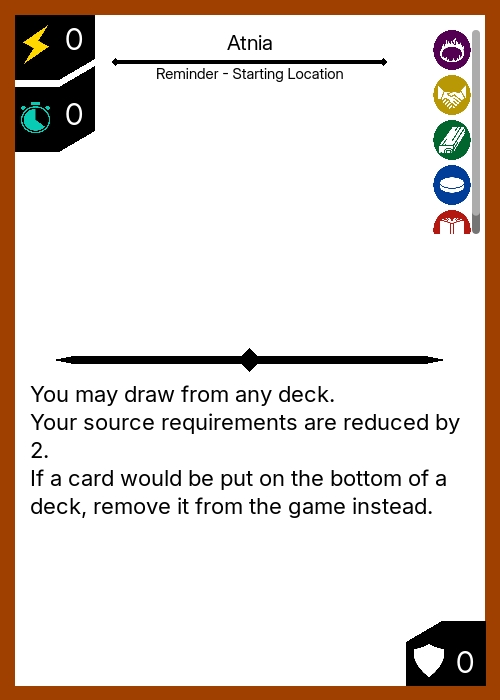 0
Atnia
Reminder - Starting Location
0
You may draw from any deck.
Your source requirements are reduced by
2.
If a card would be put on the bottom of a
deck, remove it from the game instead.
0